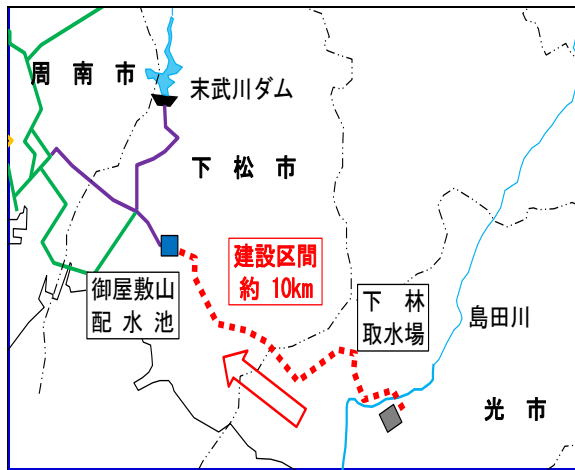 周南市
末武川ダム
下松市
建設区間
約 10km
御屋敷山
配水池
下林
取水場
島田川
光市